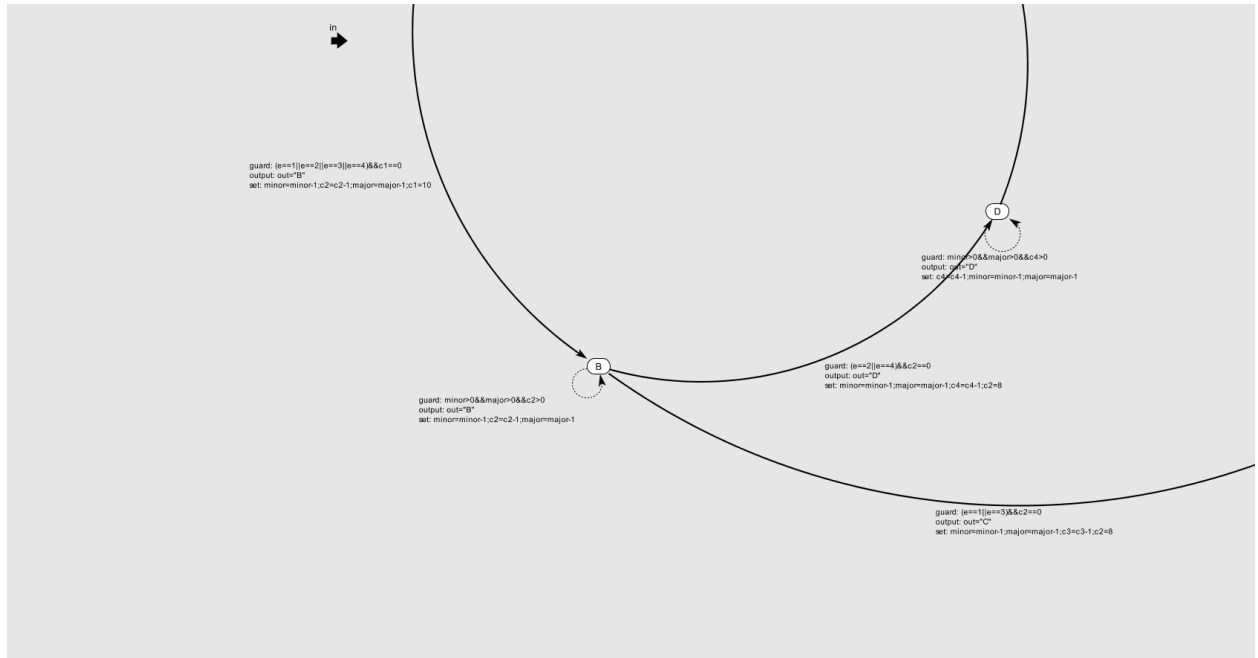 in
guard: (e==1||e==2||e==3||e==4)&&c1==0
output: out="B"
set: minor=minor-1;c2=c2-1;major=major-1;c1=10
D
guard: minor>0&&major>0&&c4>0
output: out="D"
set: c4=c4-1;minor=minor-1;major=major-1
B
guard: (e==2||e==4)&&c2==0
output: out="D"
set: minor=minor-1;major=major-1;c4=c4-1;c2=8
guard: minor>0&&major>0&&c2>0
output: out="B"
set: minor=minor-1;c2=c2-1;major=major-1
guard: (e==1||e==3)&&c2==0
output: out="C"
set: minor=minor-1;major=major-1;c3=c3-1;c2=8